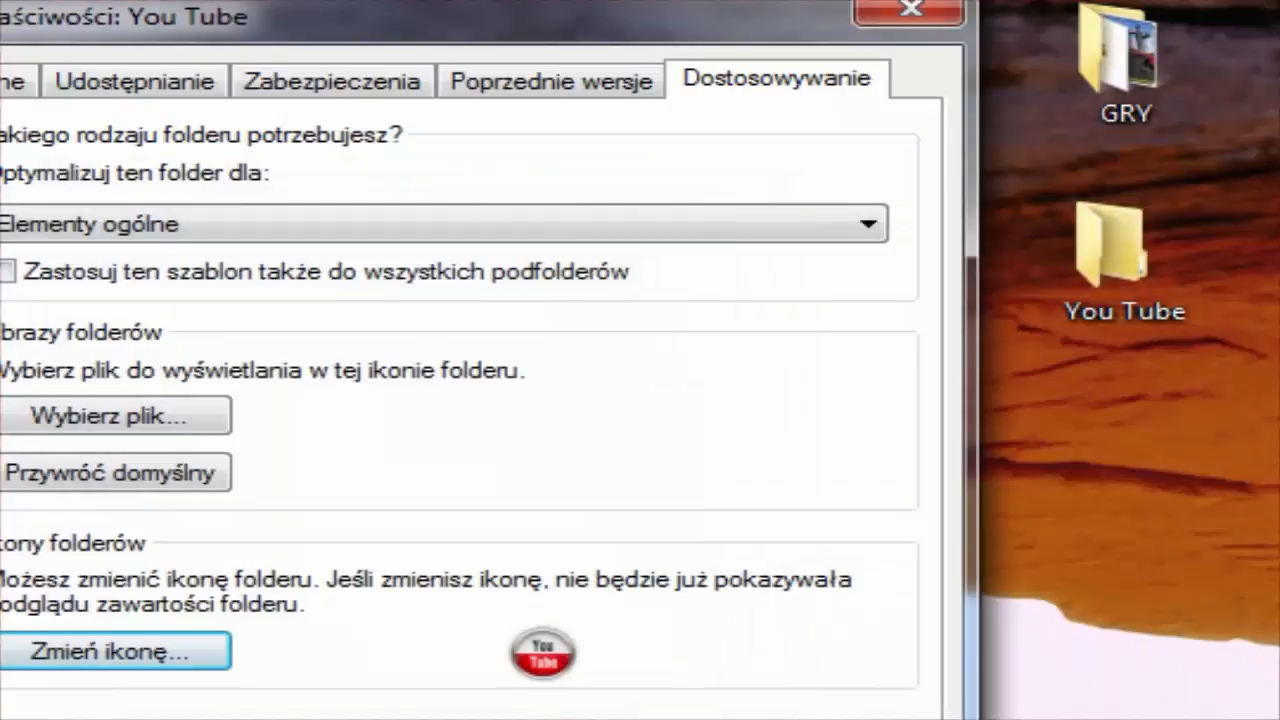 aściwości: You Tube
ne
Udostępnianie
Zabezpieczenia
Poprzednie wersje
Dostosowywanie
akiego rodzaju folderu potrzebujesz?
ptymalizuj ten folder dla:
Elementy ogólne
Zastosuj ten szablon także do wszystkich podfolderów
brazy folderów
Wybierz plik do wyświetlania w tej ikonie folderu.
Wybierz plik...
Przywróć domyślny
kony folderów
Możesz zmienić ikonę folderu. Jeśli zmienisz ikonę, nie będzie już pokazywała
odglądu zawartości folderu.
Zmień ikonę...
You
Tube
GRY
You Tube